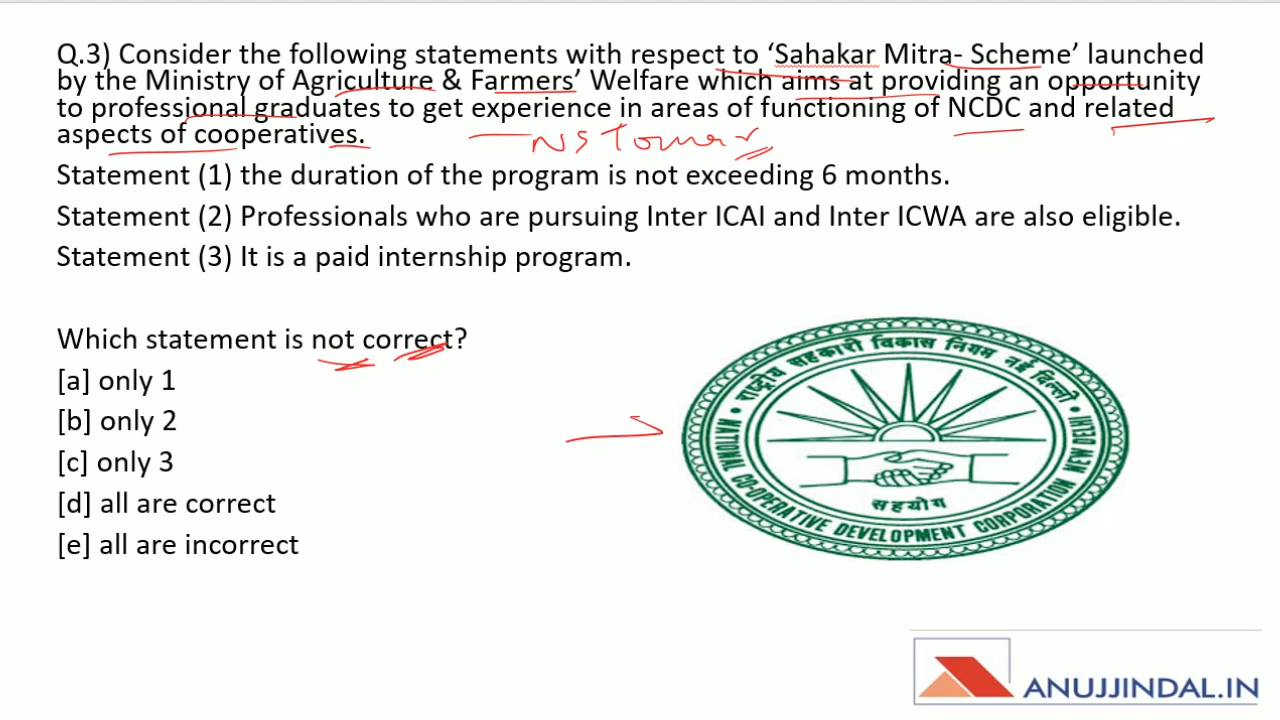 Q.3) Consider the following statements with respect to ‘Sahakar Mitra- Scheme’ launched
by the Ministry of Agriculture & Farmers’ Welfare which aims at providing an opportunity
to professional graduates to get experience in areas of functioning of NCDC and related
aspects of cooperatives.
NS Tomar
Statement (1) the duration of the program is not exceeding 6 months.
Statement (2) Professionals who are pursuing Inter ICAI and Inter ICWA are also eligible.
Statement (3) It is a paid internship program.
Which statement is not correct?
[a] only 1
[b] only 2
[c] only 3
[d] all are correct
[e] all are incorrect
राष्ट्रीय सहकारी विकास निगम नई दिल्ली
सहयोग
NATIONAL CO-OPERATIVE DEVELOPMENT CORPORATION NEW DELHI
ANUJJINDAL.IN